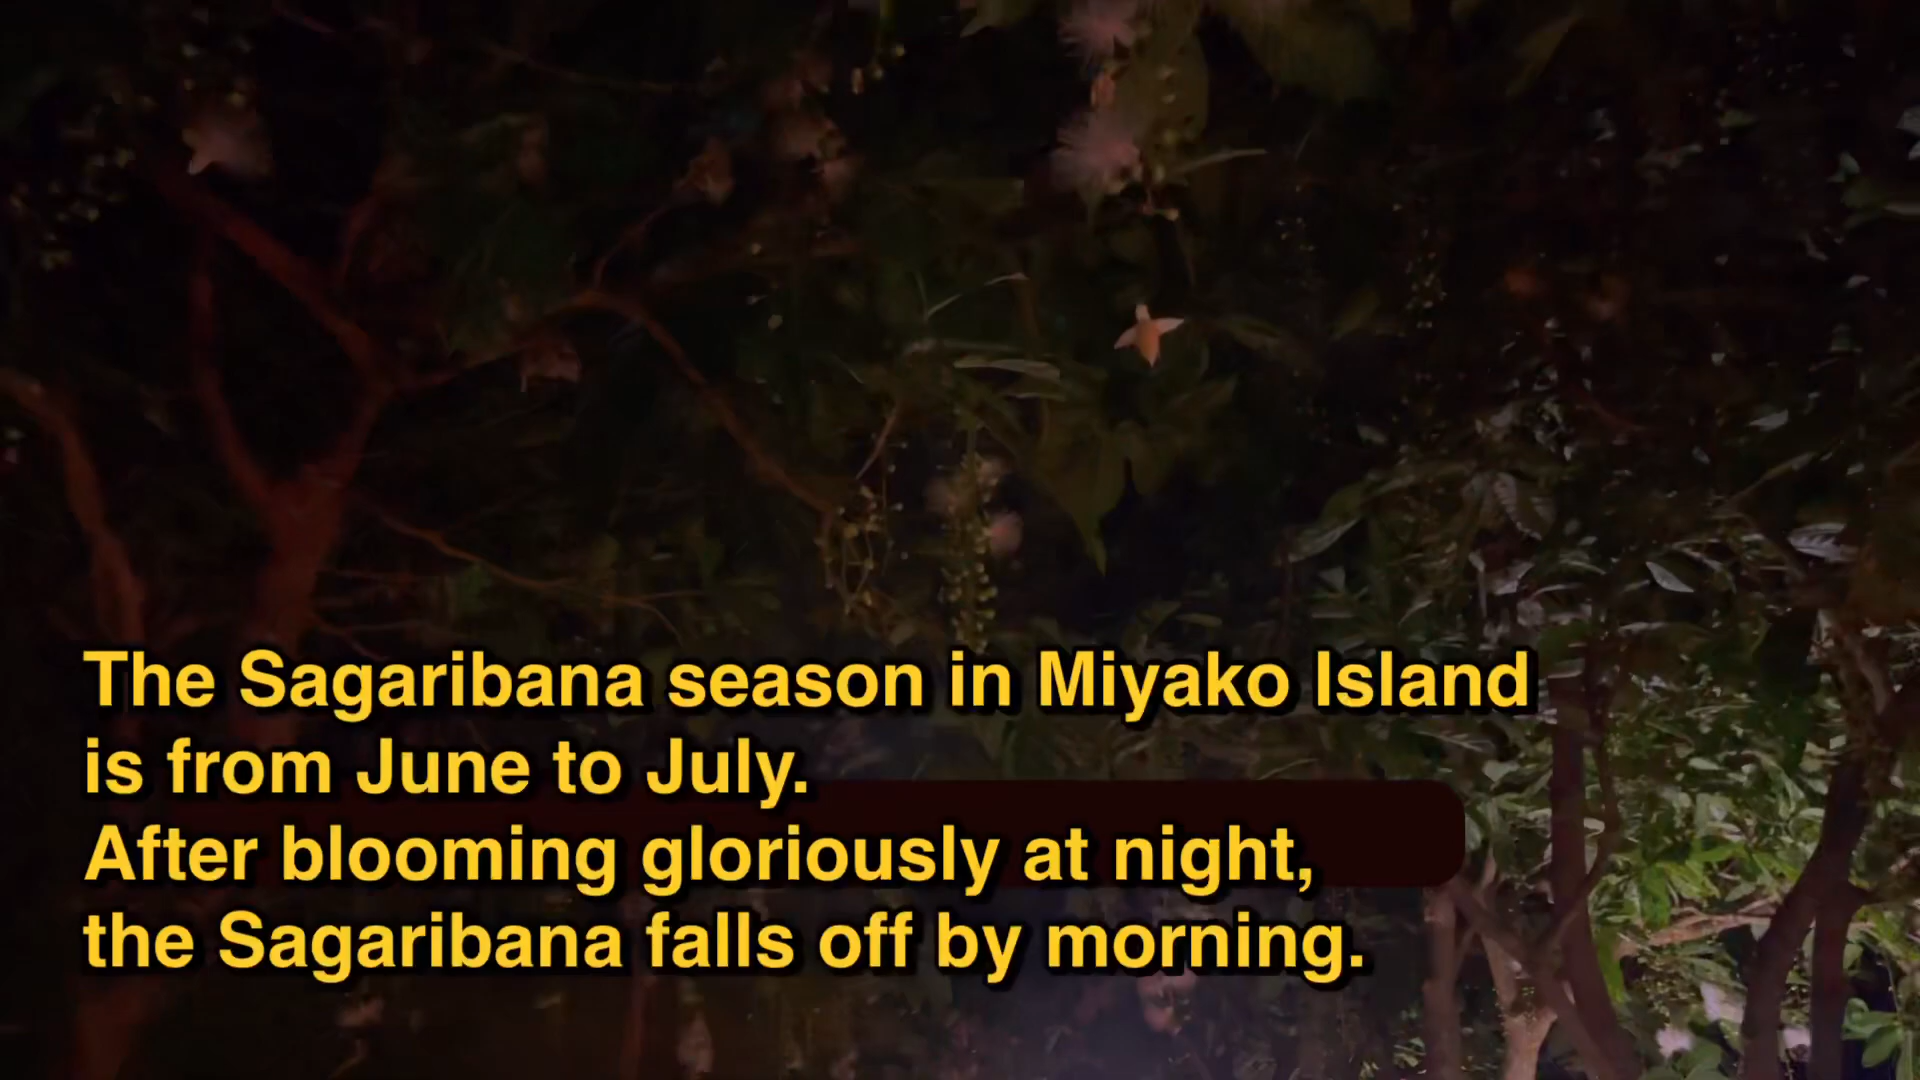 The Sagaribana season in Miyako Island
is from June to July.
After blooming gloriously at night,
the Sagaribana falls off by morning.